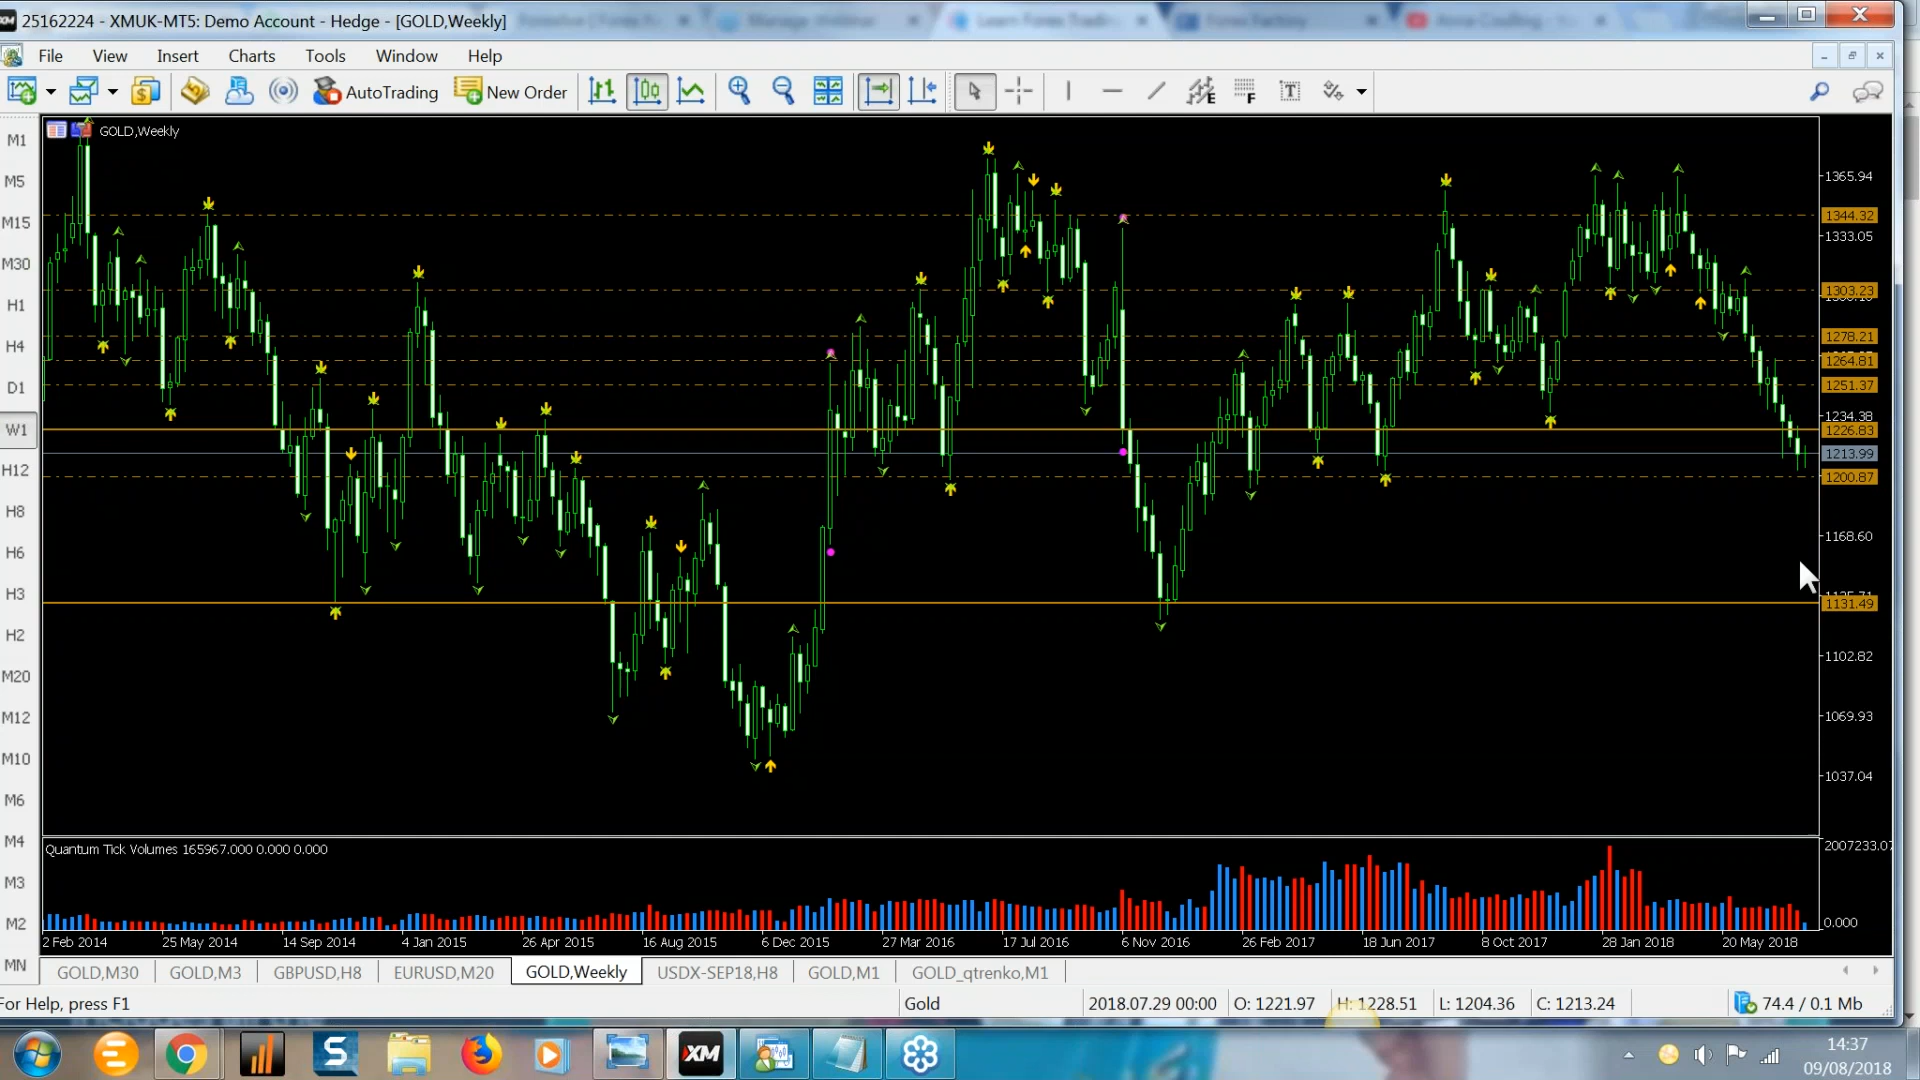 25162224 - XMUK-MT5: Demo Account - Hedge - [GOLD,Weekly]
File View Insert Charts Tools Window Help
AutoTrading New Order
E F T
GOLD,Weekly
M1
M5
M15
M30
H1
H4
D1
W1
H12
H8
H6
H3
H2
M20
M12
M10
M6
M4
M3
M2
MN
1365.94
1344.32
1333.05
1303.23
1278.21
1264.81
1251.37
1234.38
1226.83
1213.99
1200.87
1168.60
1131.49
1102.82
1069.93
1037.04
Quantum Tick Volumes 165967.000 0.000 0.000
2007233.07
0.000
2 Feb 2014 25 May 2014 14 Sep 2014 4 Jan 2015 26 Apr 2015 16 Aug 2015 6 Dec 2015 27 Mar 2016 17 Jul 2016 6 Nov 2016 26 Feb 2017 18 Jun 2017 8 Oct 2017 28 Jan 2018 20 May 2018
GOLD,M30 GOLD,M3 GBPUSD,H8 EURUSD,M20 GOLD,Weekly USDX-SEP18,H8 GOLD,M1 GOLD_qtrenko,M1
For Help, press F1 Gold 2018.07.29 00:00 O: 1221.97 H: 1228.51 L: 1204.36 C: 1213.24 74.4 / 0.1 Mb
XM
14:37
09/08/2018